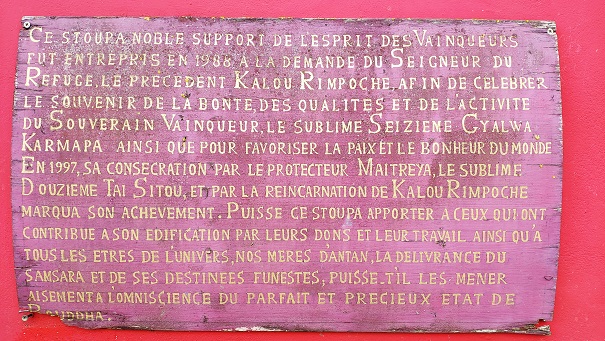 CE STOUPA NOBLE SUPPORT DE L'ESPRIT DES VAINQUEURS
FUT ENTREPRIS EN 1988 A LA DEMANDE DU SEIGNEUR DU
REFUGE, LE PRECEDENT KALOU RIMPOCHE, AFIN DE CELEBRER
LE SOUVENIR DE LA BONTE, DES QUALITES ET DE L'ACTIVITE
DU SOUVERAIN VAINQUEUR, LE SUBLIME SEIZIEME GYALWA
KARMAPA AINSI QUE POUR FAVORISER LA PAIX ET LE BONHEUR DU MONDE
EN 1997, SA CONSECRATION PAR LE PROTECTEUR MAITREYA, LE SUBLIME
DOUZIEME TAI SITOU, ET PAR LA REINCARNATION DE KALOU RIMPOCHE
MARQUA SON ACHEVEMENT. PUISSE CE STOUPA APPORTER A CEUX QUI ONT
CONTRIBUE A SON EDIFICATION PAR LEURS DONS ET LEUR TRAVAIL AINSI QU'A
TOUS LES ETRES DE L'UNIVERS, NOS MERES D'ANTAN, LA DELIVRANCE DU
SAMSARA ET DE SES DESTINEES FUNESTES, PUISSE.T'IL LES MENER
AISEMENT A L'OMNISCIENCE DU PARFAIT ET PRECIEUX ETAT DE
BOUDDHA.